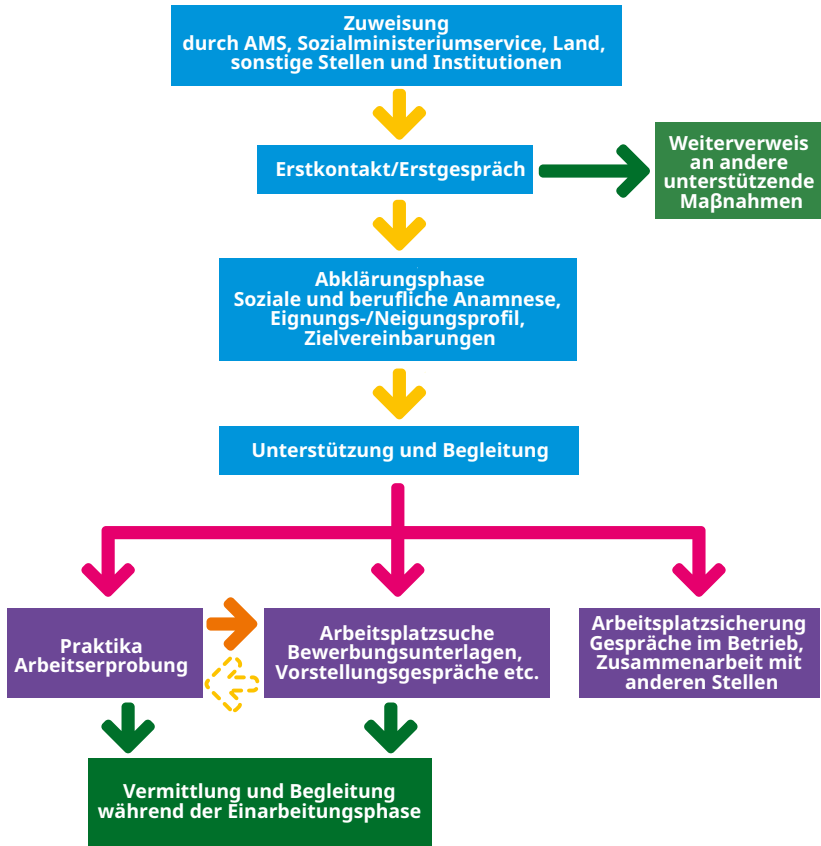 Zuweisung
durch AMS, Sozialministeriumservice, Land,
sonstige Stellen und Institutionen
Erstkontakt/Erstgespräch
Weiterverweis
an andere
unterstützende
Maβnahmen
Abklärungsphase
Soziale und berufliche Anamnese,
Eignungs-/Neigungsprofil,
Zielvereinbarungen
Unterstützung und Begleitung
Praktika
Arbeitserprobung
Arbeitsplatzsuche
Bewerbungsunterlagen,
Vorstellungsgespräche etc.
Arbeitsplatzsicherung
Gespräche im Betrieb,
Zusammenarbeit mit
anderen Stellen
Vermittlung und Begleitung
während der Einarbeitungsphase